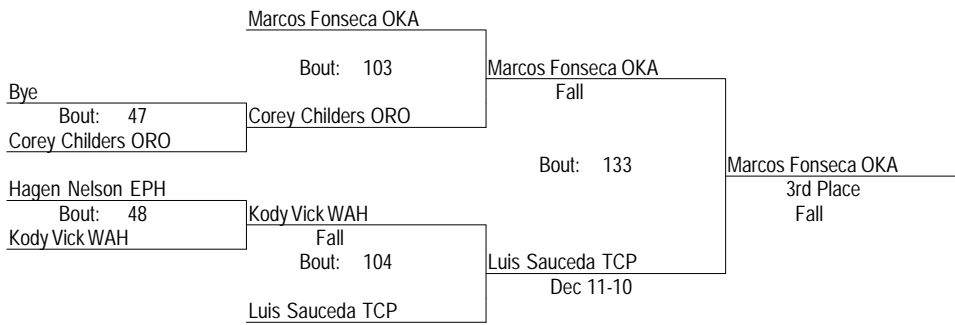 Marcos Fonseca OKA
Bout: 103
Marcos Fonseca OKA
Fall
Bye
Bout: 47
Corey Childers ORO
Corey Childers ORO
Bout: 133
Marcos Fonseca OKA
3rd Place
Fall
Hagen Nelson EPH
Bout: 48
Kody Vick WAH
Kody Vick WAH
Fall
Bout: 104
Luis Sauceda TCP
Dec 11-10
Luis Sauceda TCP